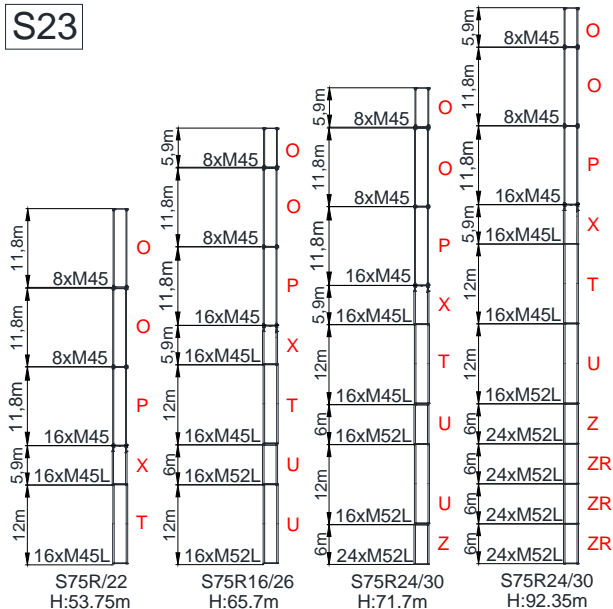 S23
11,8m
O
8xM45
11,8m
O
8xM45
11,8m
P
16xM45
5,9m
X
16xM45L
12m
T
16xM45L
S75R/22
H:53.75m
5,9m
O
8xM45
11,8m
O
8xM45
11,8m
P
16xM45
5,9m
X
16xM45L
12m
T
16xM45L
6m
U
16xM52L
12m
U
16xM52L
S75R16/26
H:65.7m
5,9m
O
8xM45
11,8m
O
8xM45
11,8m
P
16xM45
5,9m
X
16xM45L
12m
T
16xM45L
6m
U
16xM52L
12m
U
16xM52L
6m
Z
24xM52L
S75R24/30
H:71.7m
5,9m
O
8xM45
11,8m
O
8xM45
11,8m
P
16xM45
5,9m
X
16xM45L
12m
T
12m
U
16xM52L
6m
Z
24xM52L
6m
ZR
24xM52L
6m
ZR
24xM52L
6m
ZR
24xM52L
S75R24/30
H:92.35m